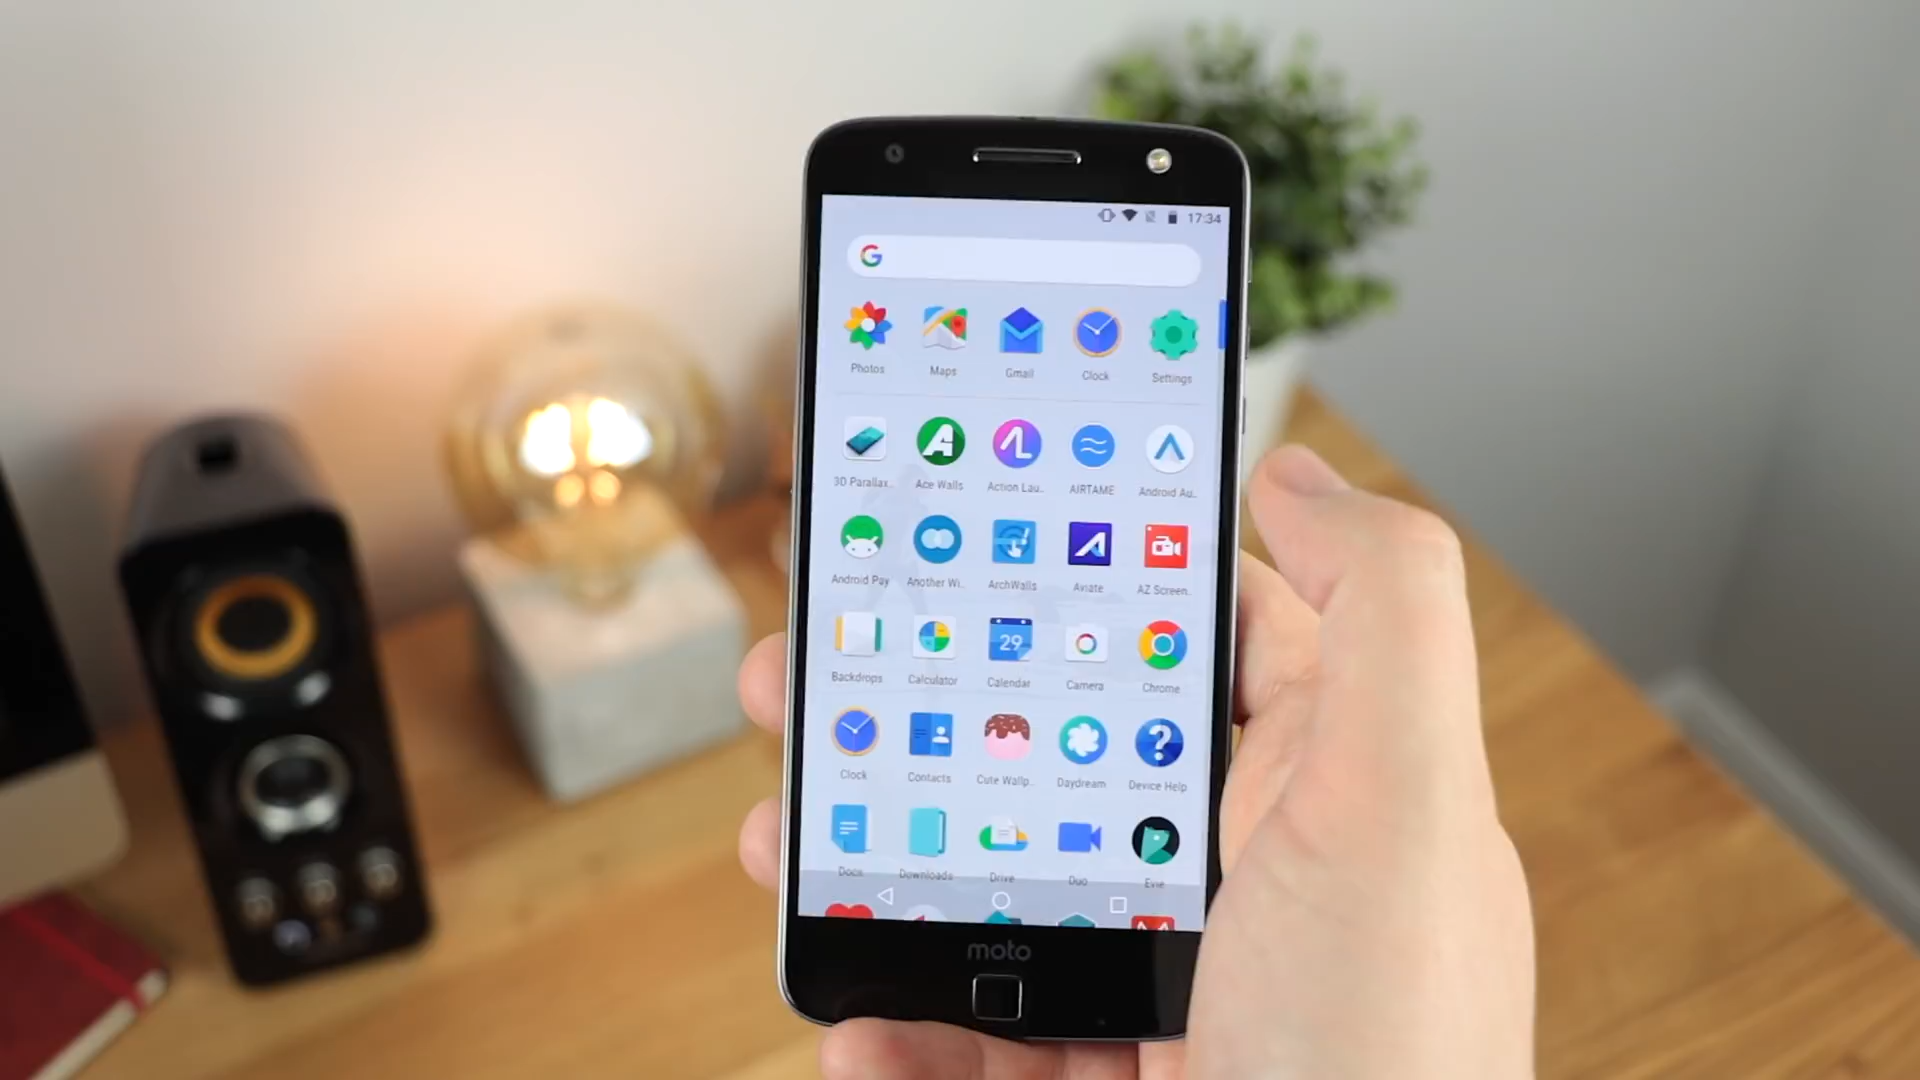 17:34
G
Photos Maps Gmail Clock Settings
3D Parallax.. Ace Walls Action Lau.. AIRTAME Android Au..
Android Pay Another Wi.. ArchWalls Aviate AZ Screen..
29
Backdrops Calculator Calendar Camera Chrome
Clock Contacts Cute Wallp.. Daydream Device Help
Docs Downloads Drive Duo Evie
moto